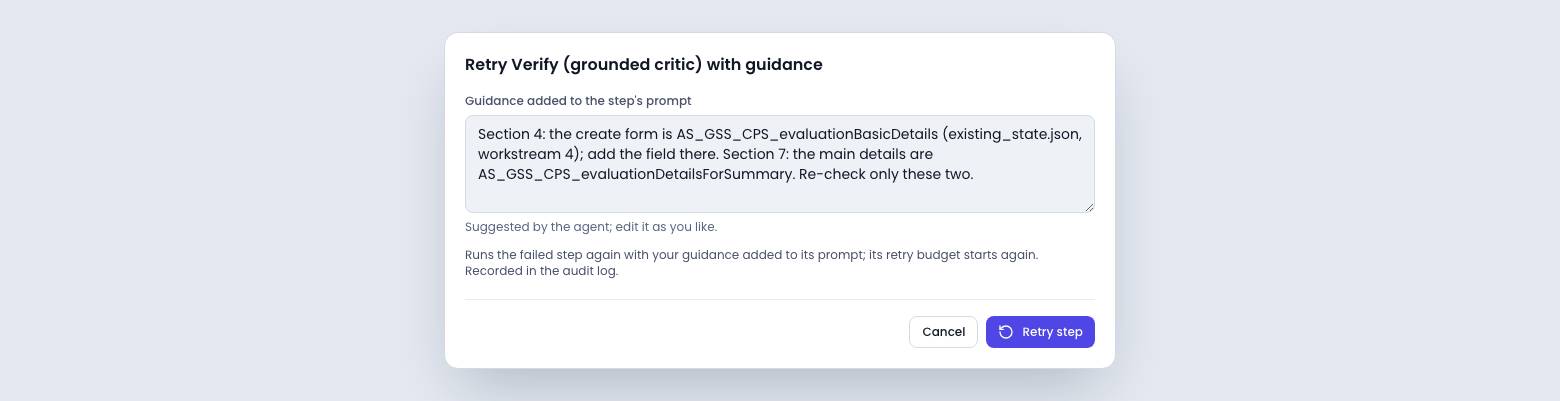 Retry Verify (grounded critic) with guidance
Guidance added to the step's prompt
Section 4: the create form is AS_GSS_CPS_evaluationBasicDetails (existing_state.json,
workstream 4); add the field there. Section 7: the main details are
AS_GSS_CPS_evaluationDetailsForSummary. Re-check only these two.
Suggested by the agent; edit it as you like.
Runs the failed step again with your guidance added to its prompt; its retry budget starts again.
Recorded in the audit log.
Cancel
Retry step